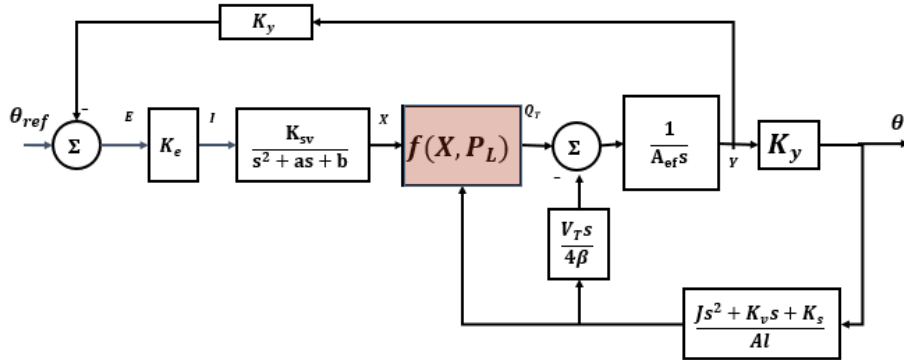 K_y
θ_ref
-
Σ
E
K_e
I
K_sv
s² + as + b
X
f(X, P_L)
Q_T
-
Σ
1
A_ef s
Y
K_y
θ
V_T s
4β
Js² + K_v s + K_s
Al